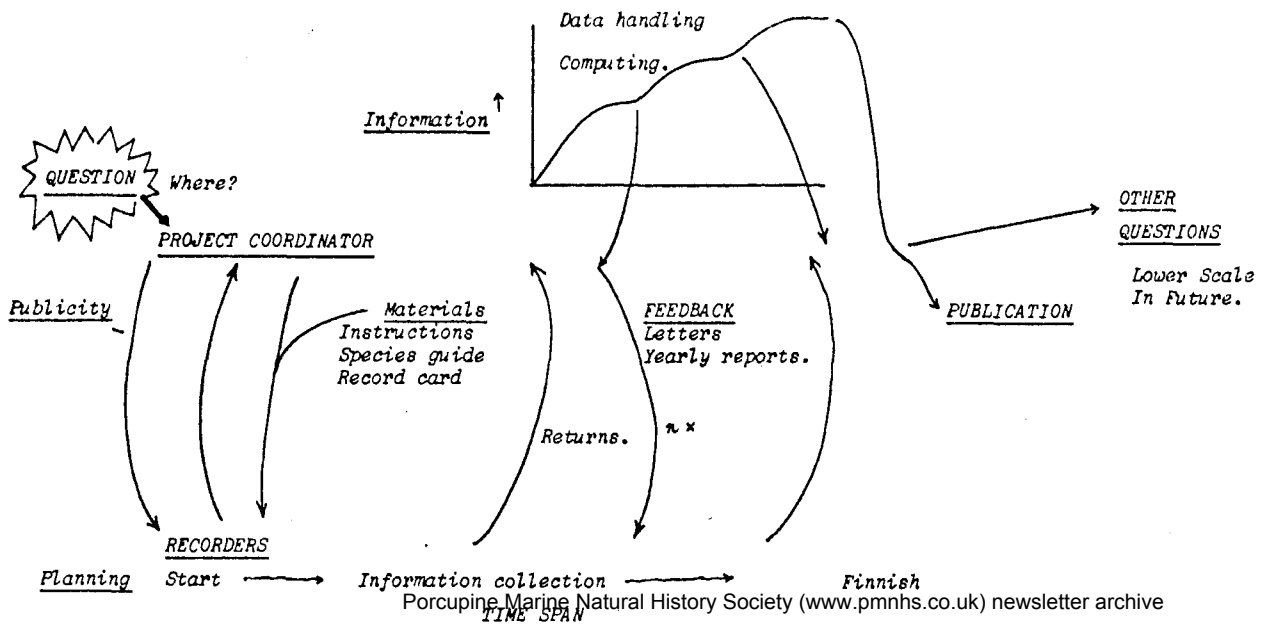 Data handling
Computing.
Information
QUESTION
Where?
PROJECT COORDINATOR
OTHER
QUESTIONS
Lower Scale
In Future.
Publicity
Materials
Instructions
Species guide
Record card
FEEDBACK
Letters
Yearly reports.
PUBLICATION
Returns.
n x
RECORDERS
Planning Start Information collection Finnish
Porcupine Marine Natural History Society (www.pmnhs.co.uk) newsletter archive
TIME SPAN